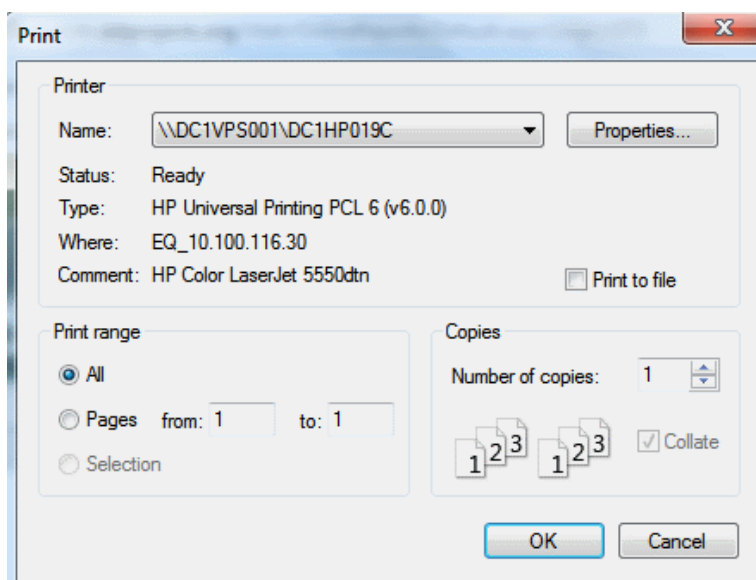 Print
X
Printer
Name: \\DC1VPS001\DC1HP019C Properties...
Status: Ready
Type: HP Universal Printing PCL 6 (v6.0.0)
Where: EQ_10.100.116.30
Comment: HP Color LaserJet 5550dtn Print to file
Print range
All
Pages from: 1 to: 1
Selection
Copies
Number of copies: 1
1 2 3 1 2 3 Collate
OK Cancel